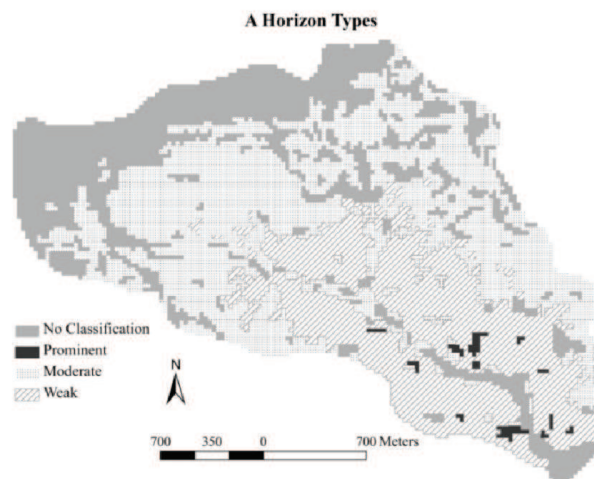 A Horizon Types
No Classification
Prominent
Moderate
Weak
N
700 350 0 700 Meters